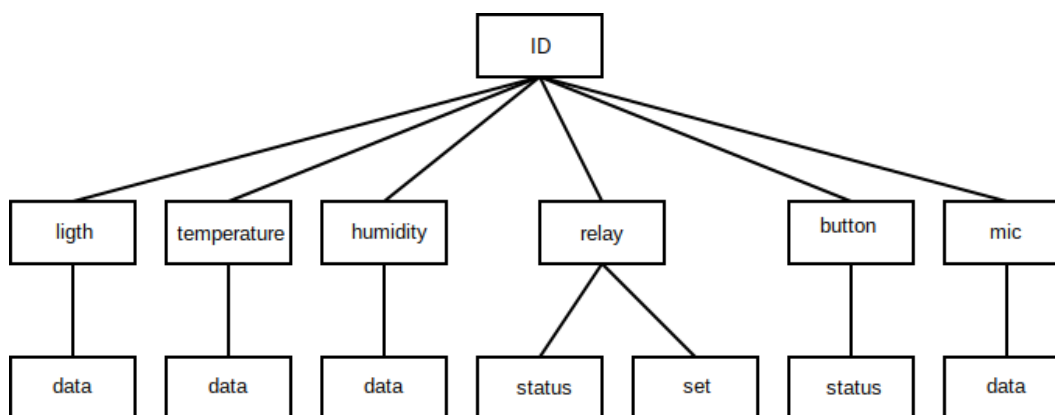 ID
ligth
temperature
humidity
relay
button
mic
data
data
data
status
set
status
data